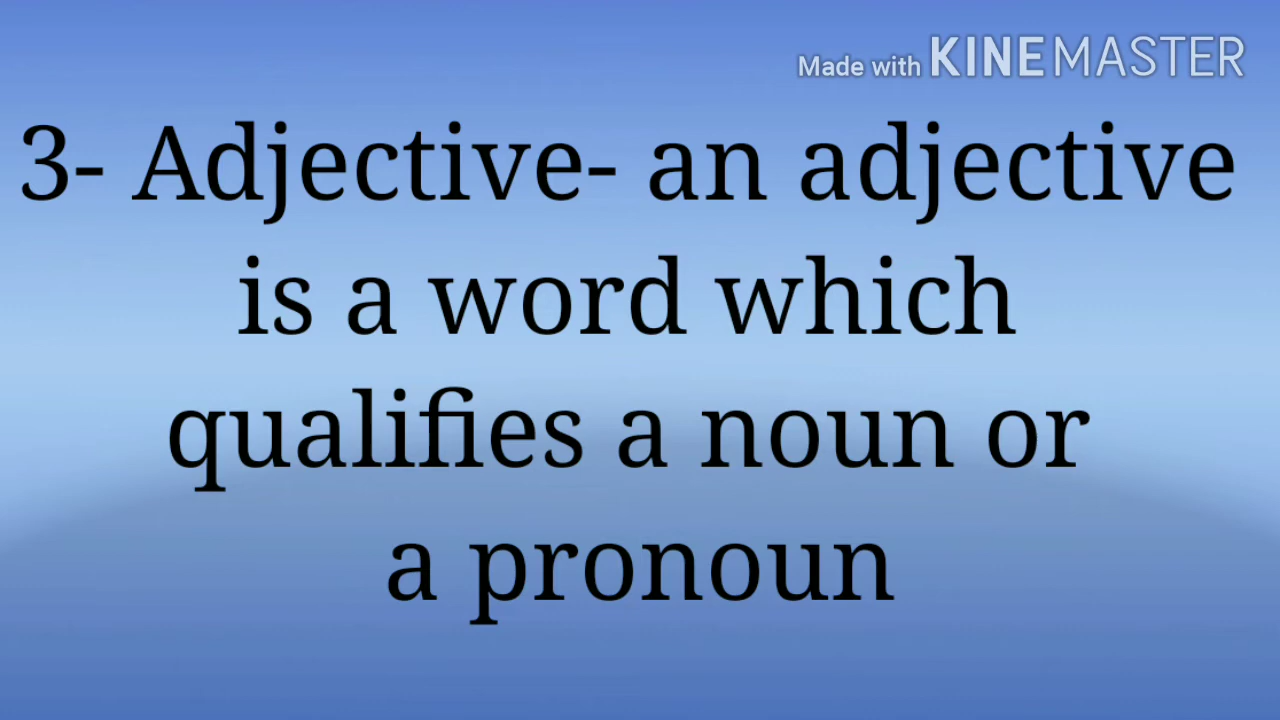 Made with KINEMASTER
3- Adjective- an adjective
is a word which
qualifies a noun or
a pronoun